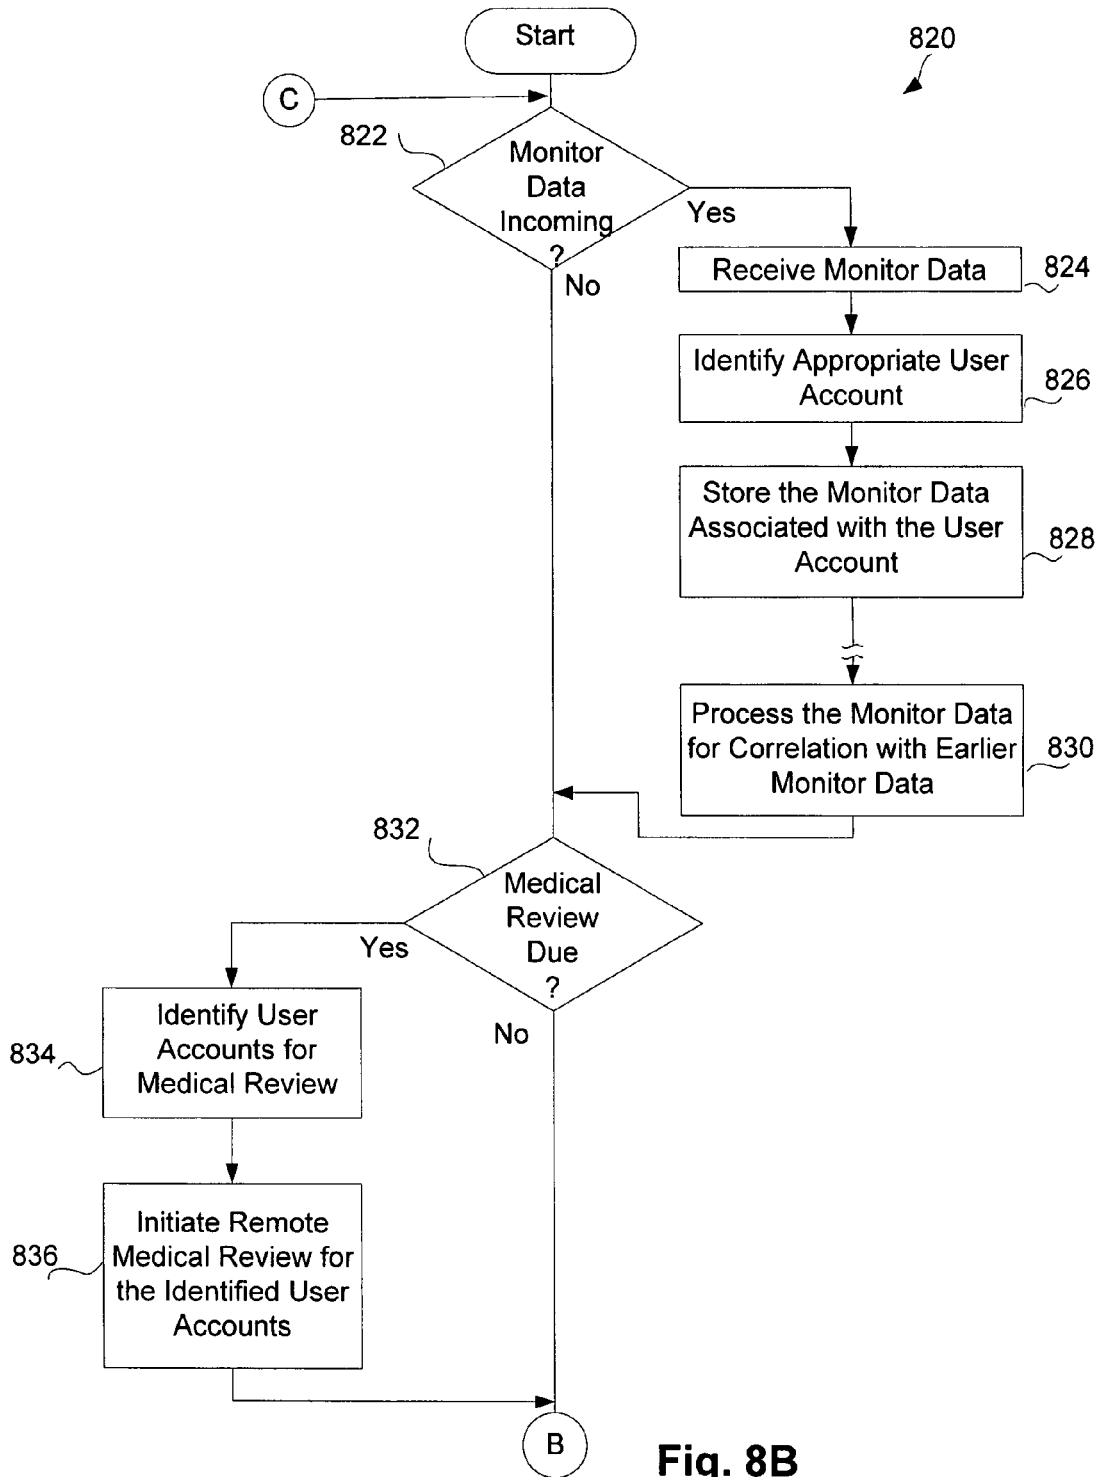 Start
820
C
822
Monitor
Data
Incoming
?
Yes
No
Receive Monitor Data
824
Identify Appropriate User
Account
826
Store the Monitor Data
Associated with the User
Account
828
Process the Monitor Data
for Correlation with Earlier
Monitor Data
830
832
Medical
Review
Due
?
Yes
No
Identify User
Accounts for
Medical Review
834
Initiate Remote
Medical Review for
the Identified User
Accounts
836
B
Fig. 8B